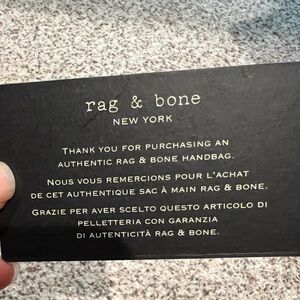 rag & bone
NEW YORK
THANK YOU FOR PURCHASING AN
AUTHENTIC RAG & BONE HANDBAG.
NOUS VOUS REMERCIONS POUR L'ACHAT
DE CET AUTHENTIQUE SAC À MAIN RAG & BONE.
GRAZIE PER AVER SCELTO QUESTO ARTICOLO DI
PELLETTERIA CON GARANZIA
DI AUTENTICITÀ RAG & BONE.